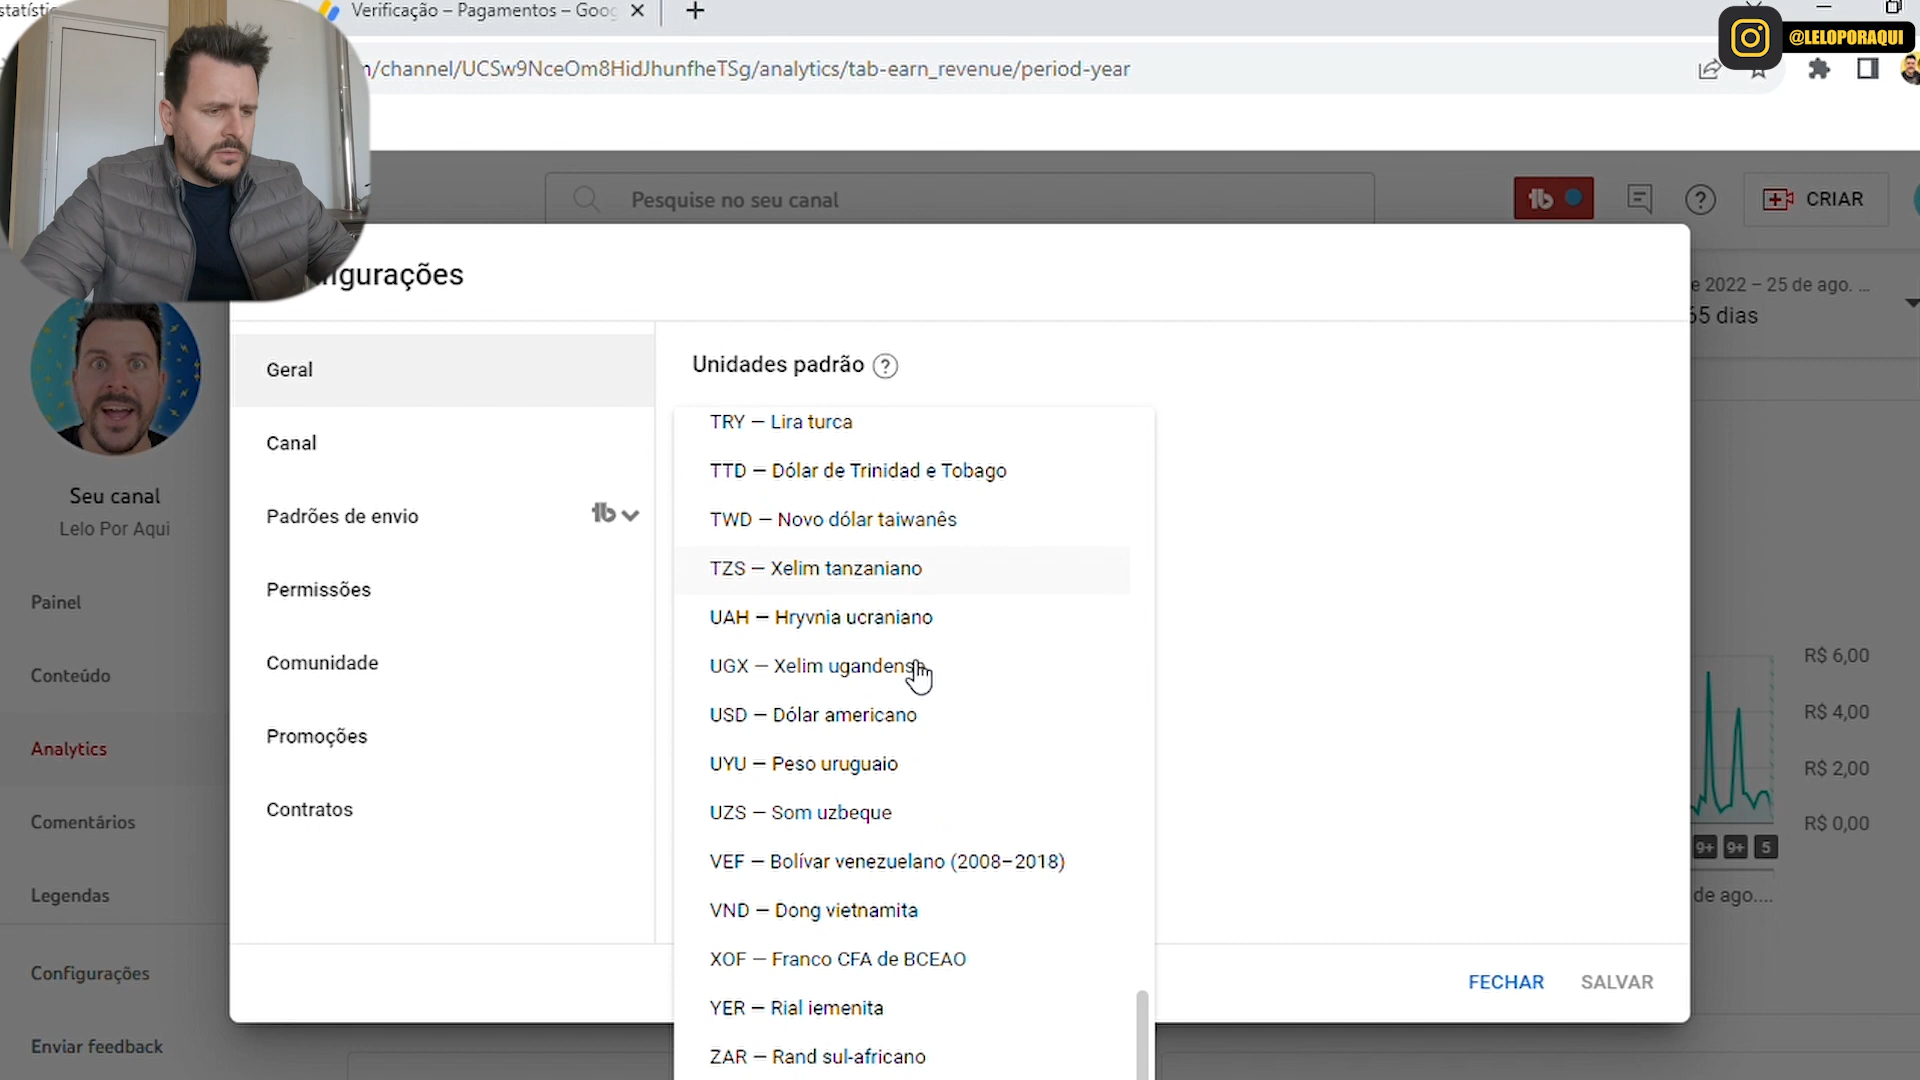 Verificação – Pagamentos – Goog
@LELOPORAQUI
/channel/UCSw9NceOm8HidJhunfheTSg/analytics/tab-earn_revenue/period-year
Pesquise no seu canal
CRIAR
igurações
e 2022 – 25 de ago. ...
65 dias
Geral
Canal
Padrões de envio
Permissões
Comunidade
Promoções
Contratos
Unidades padrão
TRY — Lira turca
TTD — Dólar de Trinidad e Tobago
TWD — Novo dólar taiwanês
TZS — Xelim tanzaniano
UAH — Hryvnia ucraniano
UGX — Xelim ugandense
USD — Dólar americano
UYU — Peso uruguaio
UZS — Som uzbeque
VEF — Bolívar venezuelano (2008–2018)
VND — Dong vietnamita
XOF — Franco CFA de BCEAO
YER — Rial iemenita
ZAR — Rand sul-africano
Seu canal
Lelo Por Aqui
Painel
Conteúdo
Analytics
Comentários
Legendas
Configurações
Enviar feedback
R$ 6,00
R$ 4,00
R$ 2,00
R$ 0,00
9+ 9+ 5
de ago....
FECHAR
SALVAR